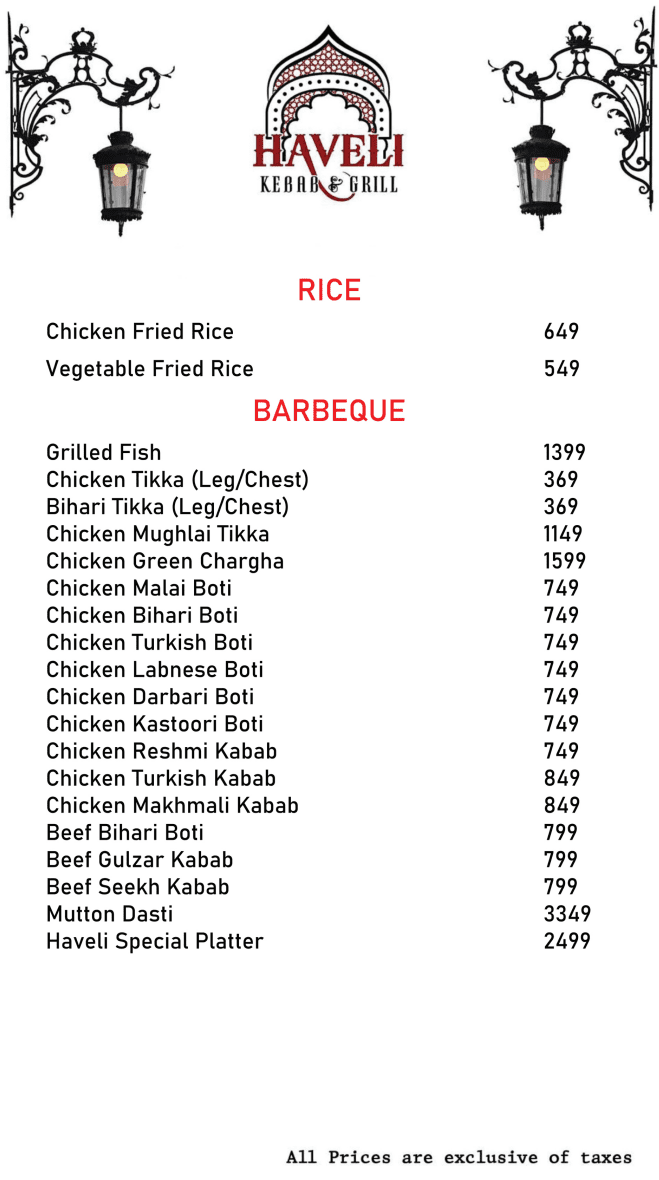 HAVELI
KEBAB & GRILL
RICE
Chicken Fried Rice 649
Vegetable Fried Rice 549
BARBEQUE
Grilled Fish 1399
Chicken Tikka (Leg/Chest) 369
Bihari Tikka (Leg/Chest) 369
Chicken Mughlai Tikka 1149
Chicken Green Chargha 1599
Chicken Malai Boti 749
Chicken Bihari Boti 749
Chicken Turkish Boti 749
Chicken Labnese Boti 749
Chicken Darbari Boti 749
Chicken Kastoori Boti 749
Chicken Reshmi Kabab 749
Chicken Turkish Kabab 849
Chicken Makhmali Kabab 849
Beef Bihari Boti 799
Beef Gulzar Kabab 799
Beef Seekh Kabab 799
Mutton Dasti 3349
Haveli Special Platter 2499
All Prices are exclusive of taxes